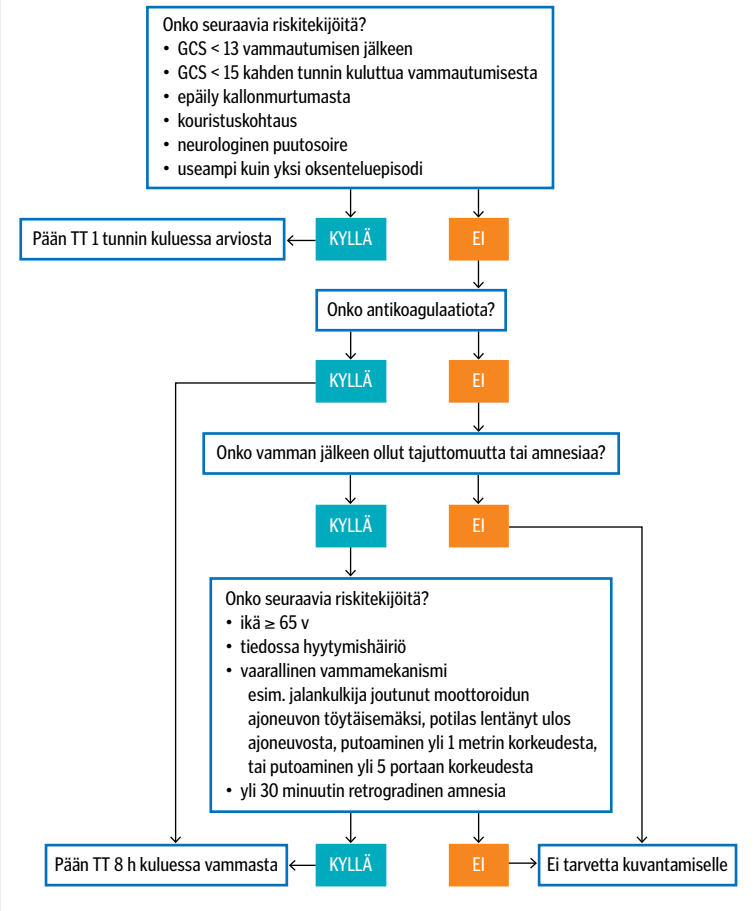 Onko seuraavia riskitekijöitä?
• GCS < 13 vammautumisen jälkeen
• GCS < 15 kahden tunnin kuluttua vammautumisesta
• epäily kallonmurtumasta
• kouristuskohtaus
• neurologinen puutosoire
• useampi kuin yksi oksenteluepisodi
Pään TT 1 tunnin kuluessa arviosta
KYLLÄ
EI
Onko antikoagulaatiota?
KYLLÄ
EI
Onko vamman jälkeen ollut tajuttomuutta tai amnesiaa?
KYLLÄ
EI
Onko seuraavia riskitekijöitä?
• ikä ≥ 65 v
• tiedossa hyytymishäiriö
• vaarallinen vammamekanismi
esim. jalankulkija joutunut moottoroidun
ajoneuvon töytäisemäksi, potilas lentänyt ulos
ajoneuvosta, putoaminen yli 1 metrin korkeudesta,
tai putoaminen yli 5 portaan korkeudesta
• yli 30 minuutin retrogradinen amnesia
Pään TT 8 h kuluessa vammasta
KYLLÄ
EI
Ei tarvetta kuvantamiselle